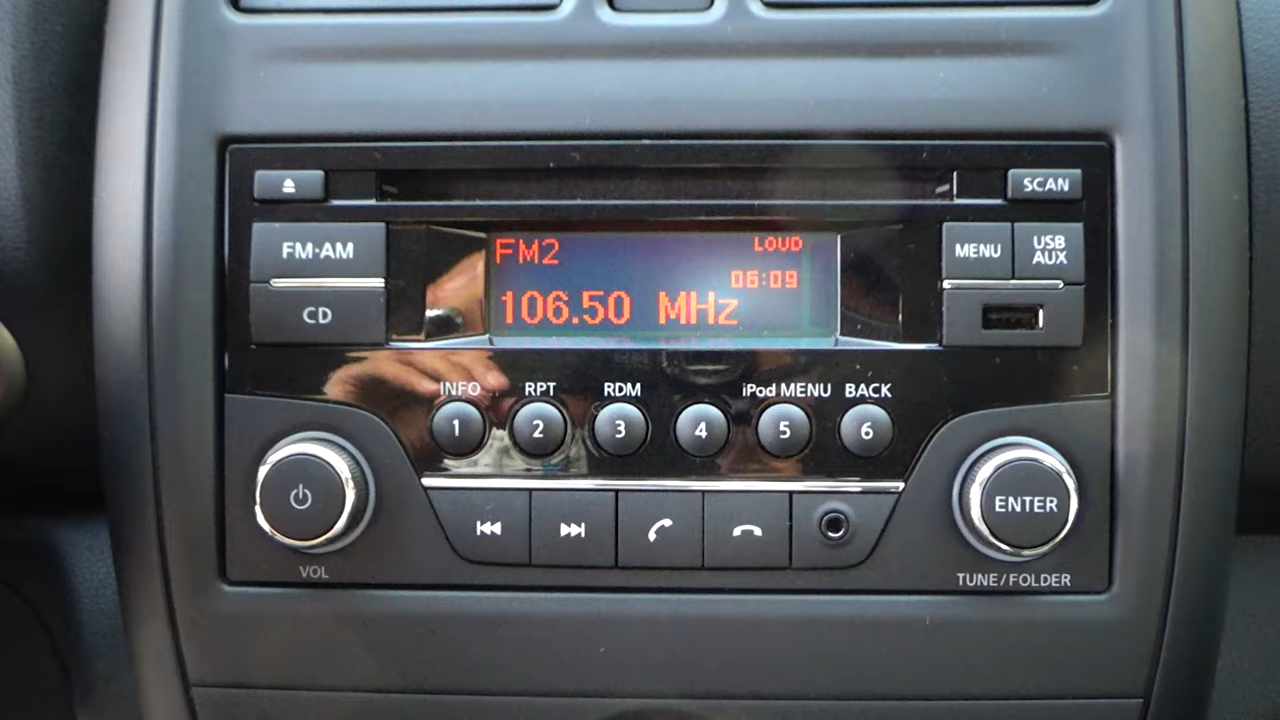 SCAN
FM·AM
CD
FM2
LOUD
06:09
106.50 MHz
MENU
USB
AUX
INFO
RPT
RDM
iPod MENU
BACK
1
2
3
4
5
6
VOL
ENTER
TUNE/FOLDER